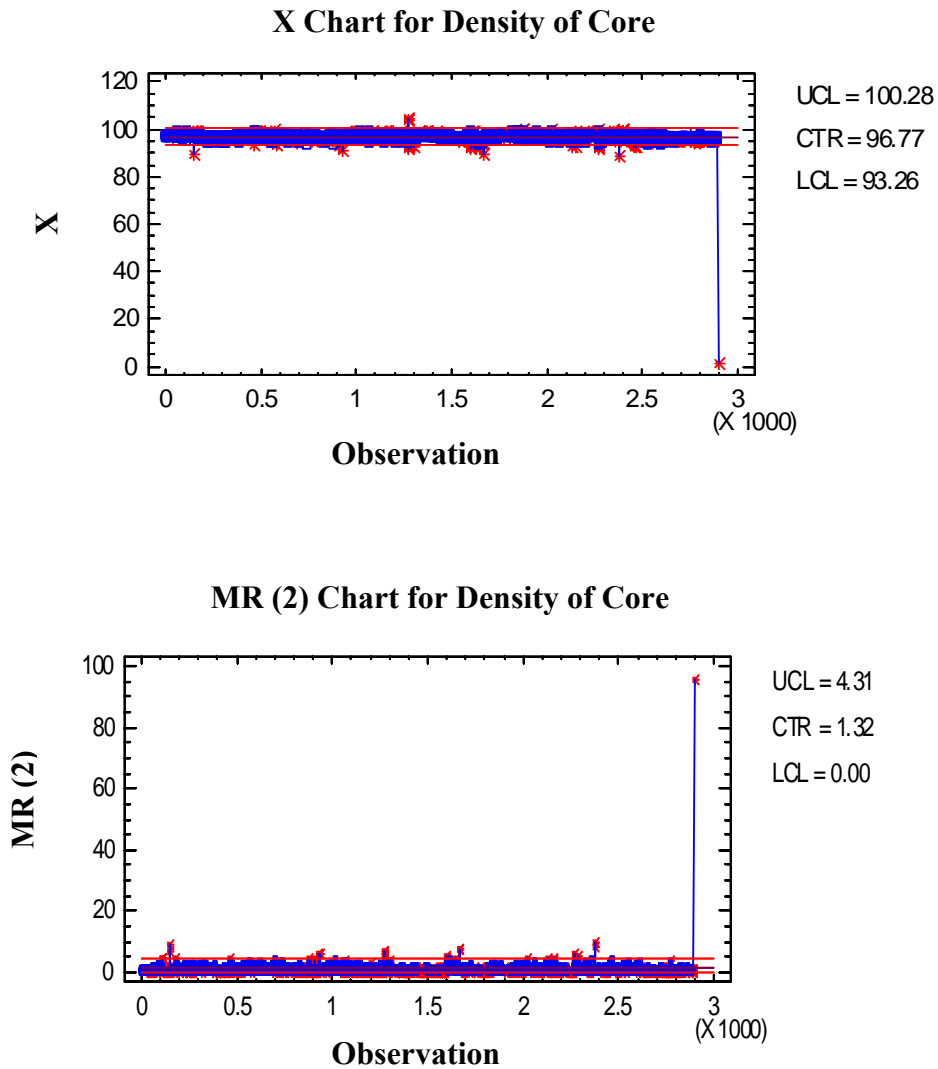 X Chart for Density of Core
120
100
80
60
40
20
0
X
0 0.5 1 1.5 2 2.5 3
(X 1000)
Observation
UCL = 100.28
CTR = 96.77
LCL = 93.26
MR (2) Chart for Density of Core
100
80
60
40
20
0
MR (2)
0 0.5 1 1.5 2 2.5 3
(X 1000)
Observation
UCL = 4.31
CTR = 1.32
LCL = 0.00